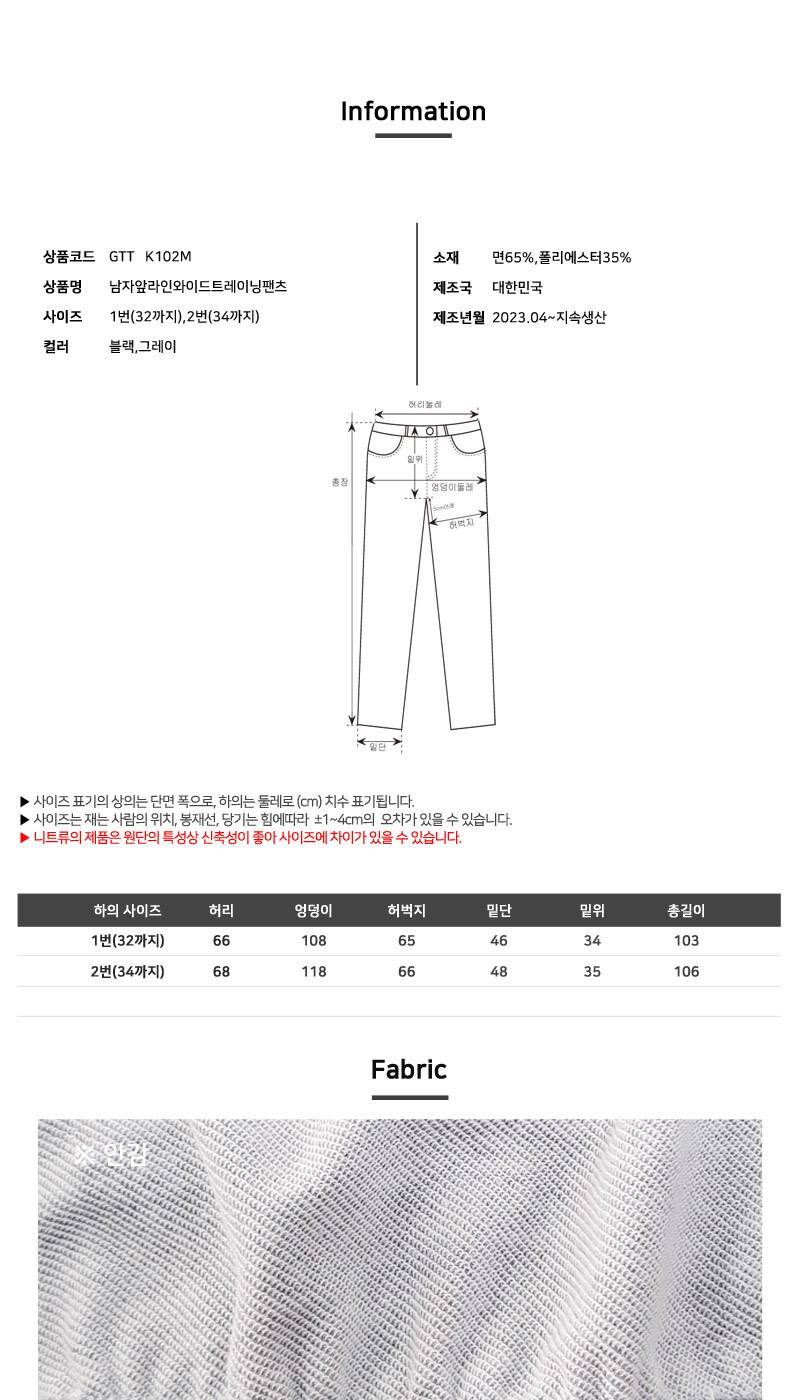 Information
상품코드 GTT K102M
상품명 남자앞라인와이드트레이닝팬츠
사이즈 1번(32까지),2번(34까지)
컬러 블랙,그레이
소재 면65%,폴리에스터35%
제조국 대한민국
제조년월 2023.04~지속생산
허리둘레
밑위
총장
엉덩이둘레
5cm아래
허벅지
밑단
▶ 사이즈 표기의 상의는 단면 폭으로, 하의는 둘레로 (cm) 치수 표기됩니다.
▶ 사이즈는 재는 사람의 위치, 봉재선, 당기는 힘에따라 ±1~4cm의 오차가 있을 수 있습니다.
▶ 니트류의 제품은 원단의 특성상 신축성이 좋아 사이즈에 차이가 있을 수 있습니다.
하의 사이즈 허리 엉덩이 허벅지 밑단 밑위 총길이
1번(32까지) 66 108 65 46 34 103
2번(34까지) 68 118 66 48 35 106
Fabric
※ 안감